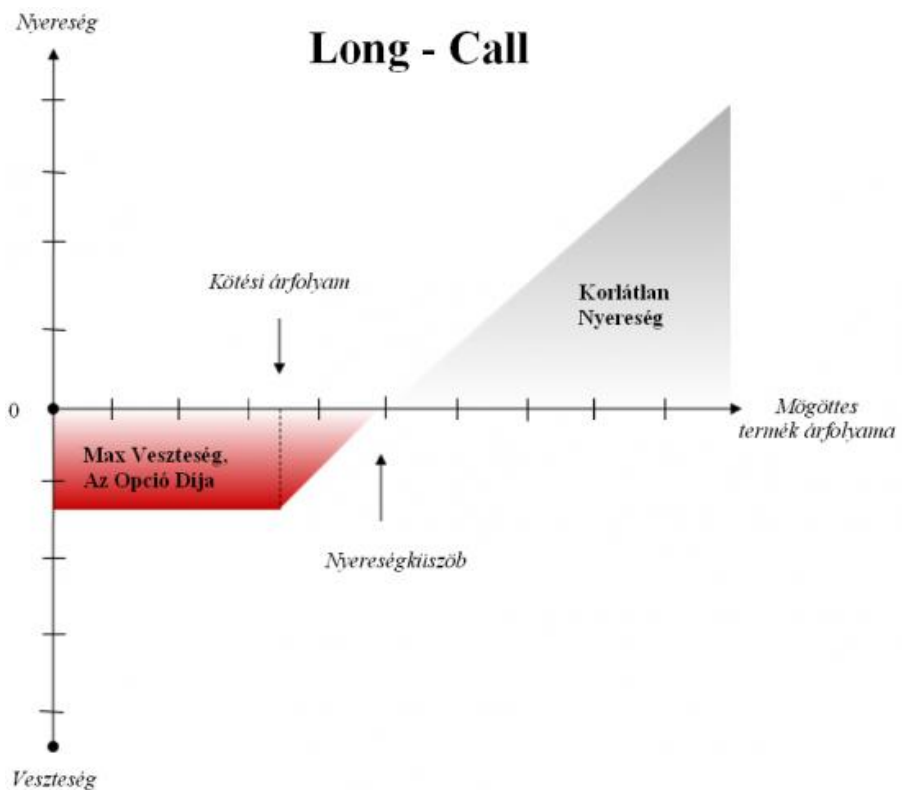 Nyereség
Long - Call
Kötési árfolyam
Korlátlan
Nyereség
0
Mögöttes
termék árfolyama
Max Veszteség,
Az Opció Díja
Nyereségküszöb
Veszteség